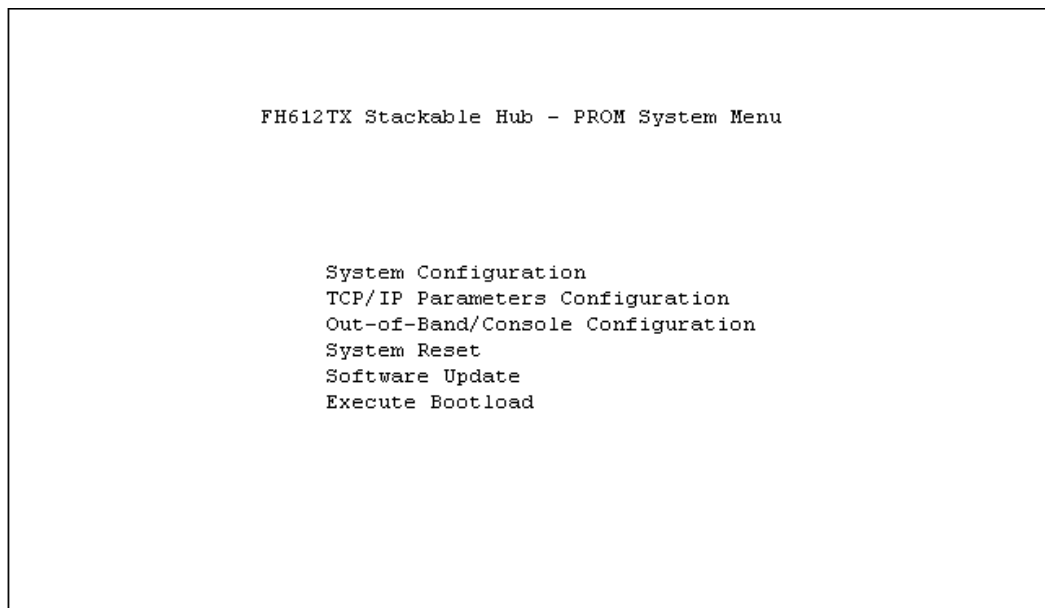 FH612TX Stackable Hub - PROM System Menu
System Configuration
TCP/IP Parameters Configuration
Out-of-Band/Console Configuration
System Reset
Software Update
Execute Bootload